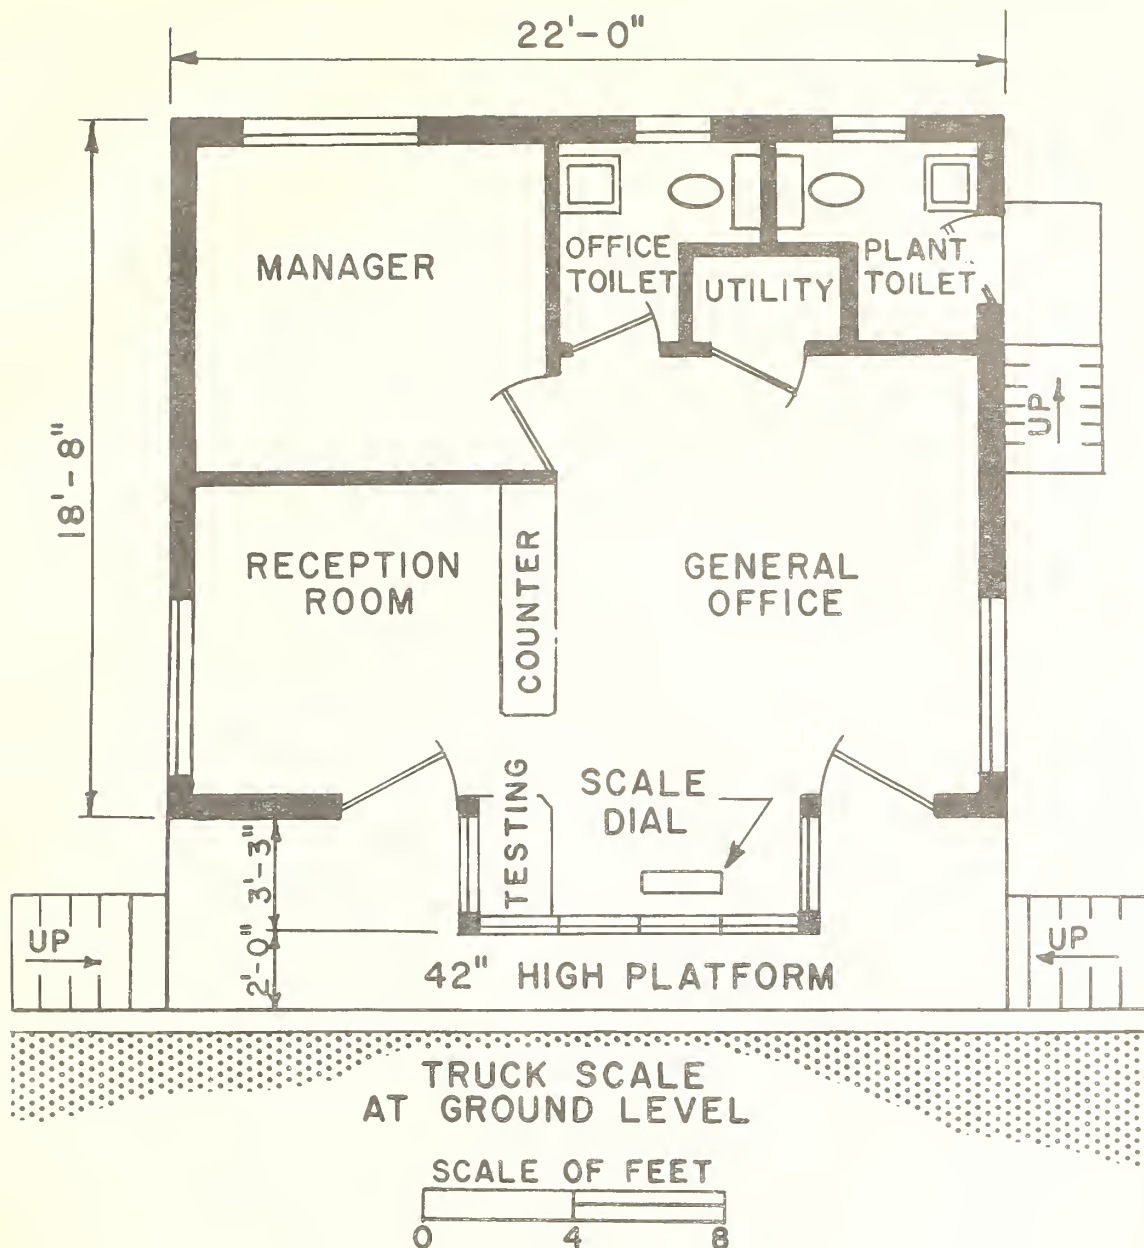 22'-0"
MANAGER
OFFICE
TOILET
UTILITY
PLANT
TOILET
UP
18'-8"
RECEPTION
ROOM
COUNTER
GENERAL
OFFICE
TESTING
SCALE
DIAL
3'-3"
2'-0"
UP
UP
42" HIGH PLATFORM
TRUCK SCALE
AT GROUND LEVEL
SCALE OF FEET
0 4 8